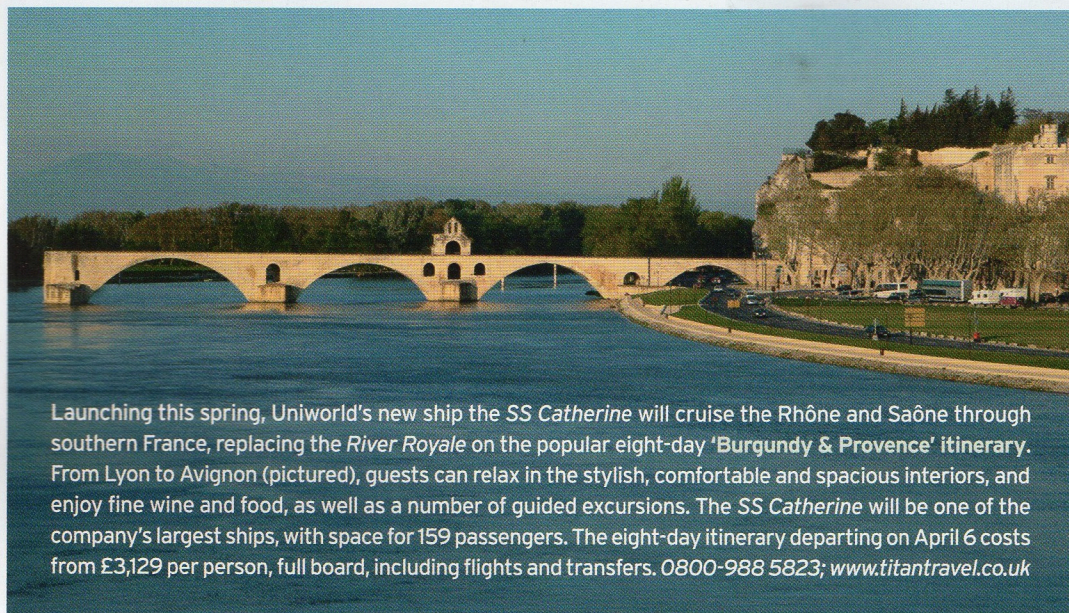 Launching this spring, Uniworld's new ship the SS Catherine will cruise the Rhône and Saône through
southern France, replacing the River Royale on the popular eight-day 'Burgundy & Provence' itinerary.
From Lyon to Avignon (pictured), guests can relax in the stylish, comfortable and spacious interiors, and
enjoy fine wine and food, as well as a number of guided excursions. The SS Catherine will be one of the
company's largest ships, with space for 159 passengers. The eight-day itinerary departing on April 6 costs
from £3,129 per person, full board, including flights and transfers. 0800-988 5823; www.titantravel.co.uk